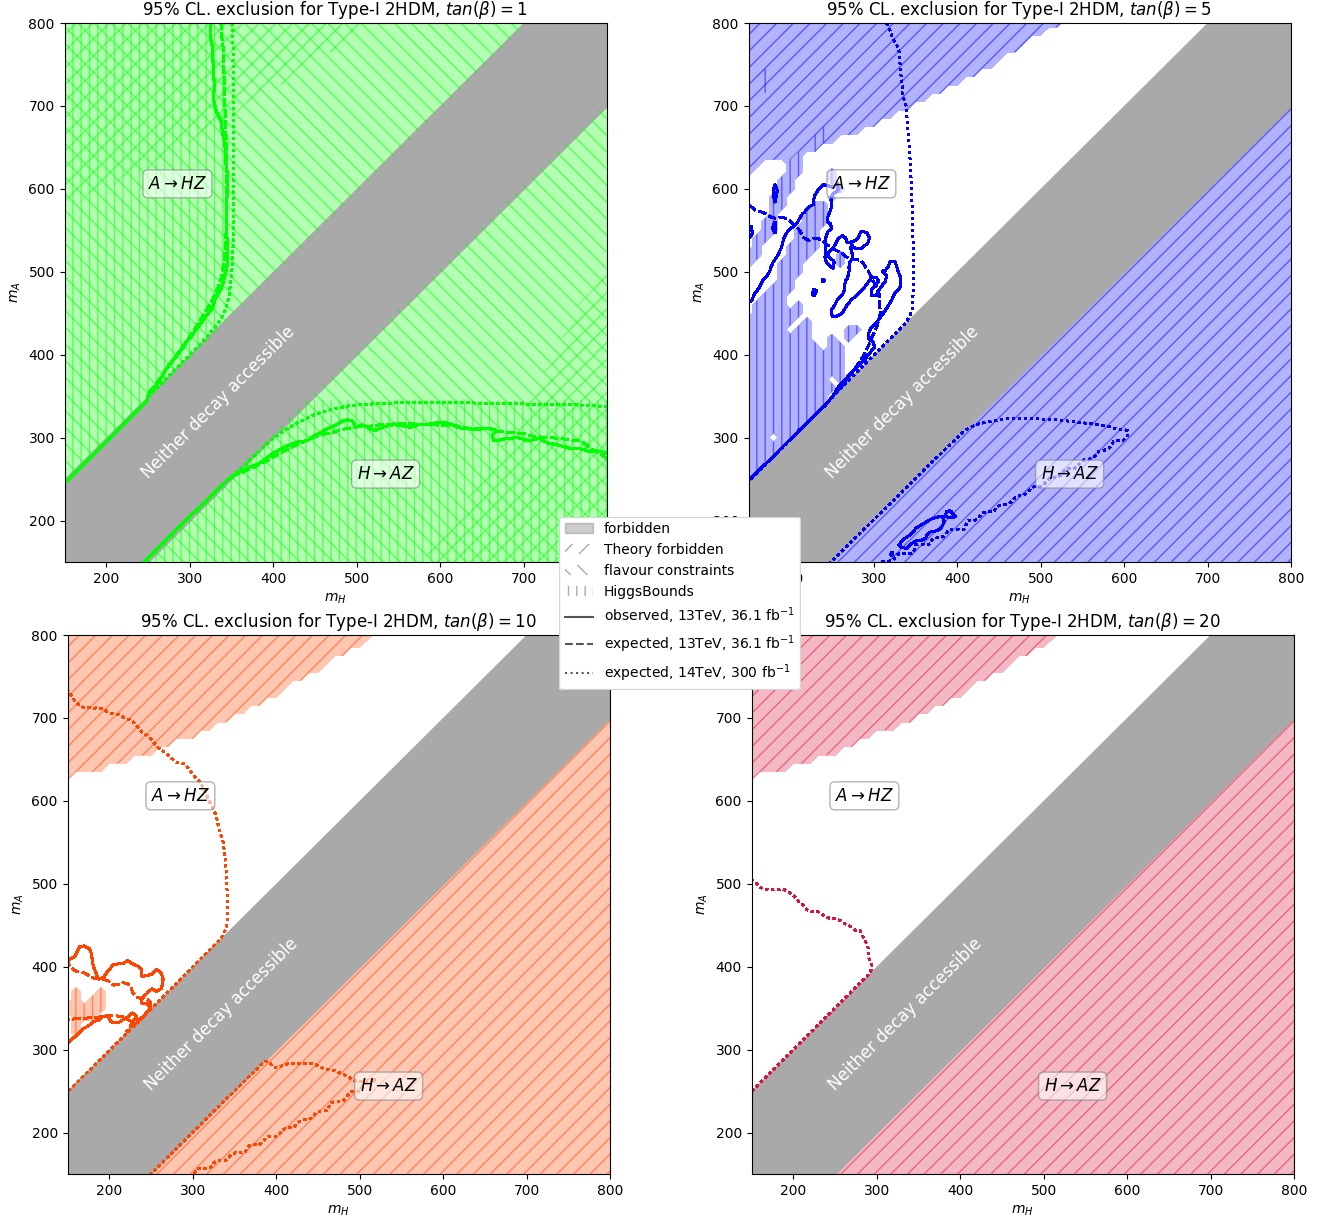 95% CL. exclusion for Type-I 2HDM, tan(β) = 1
800
700
600
500
400
300
200
m_A
A → HZ
Neither decay accessible
H → AZ
200
300
400
500
600
700
m_H
95% CL. exclusion for Type-I 2HDM, tan(β) = 5
800
700
600
500
400
300
m_A
A → HZ
Neither decay accessible
H → AZ
300
400
500
600
700
800
m_H
forbidden
Theory forbidden
flavour constraints
HiggsBounds
observed, 13TeV, 36.1 fb⁻¹
expected, 13TeV, 36.1 fb⁻¹
expected, 14TeV, 300 fb⁻¹
95% CL. exclusion for Type-I 2HDM, tan(β) = 10
800
700
600
500
400
300
200
m_A
A → HZ
Neither decay accessible
H → AZ
200
300
400
500
600
700
800
m_H
95% CL. exclusion for Type-I 2HDM, tan(β) = 20
700
600
500
400
300
200
m_A
A → HZ
Neither decay accessible
H → AZ
200
300
400
500
600
700
800
m_H